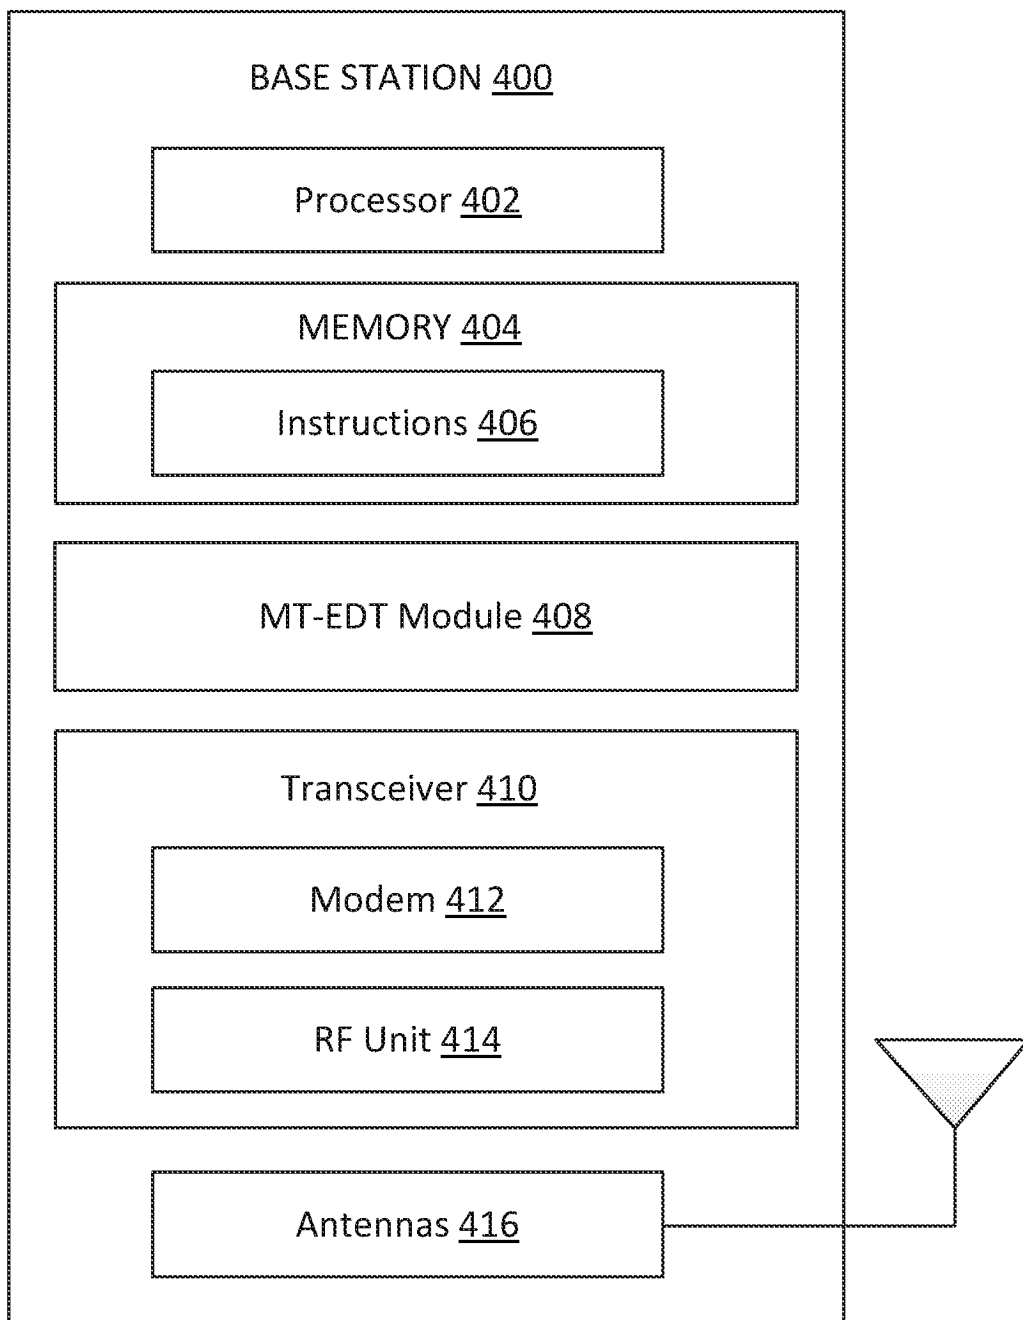 BASE STATION 400
Processor 402
MEMORY 404
Instructions 406
MT-EDT Module 408
Transceiver 410
Modem 412
RF Unit 414
Antennas 416